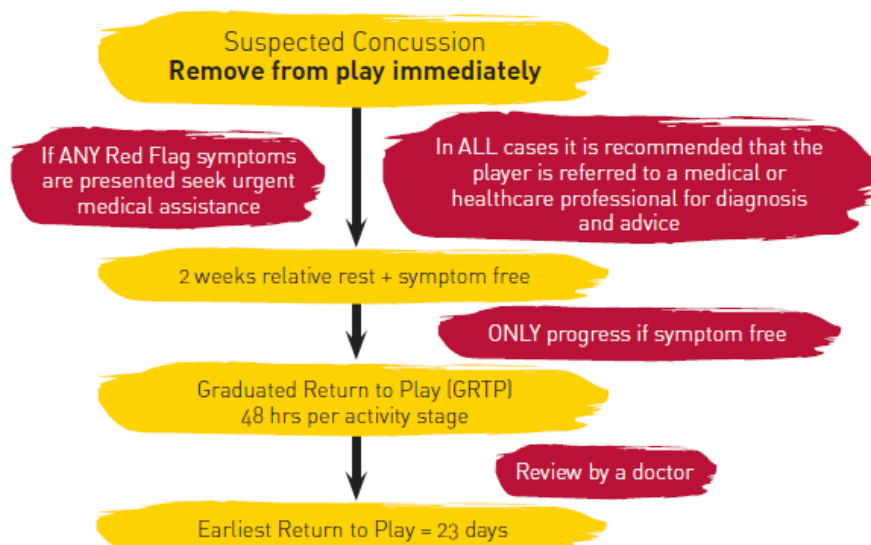 Suspected Concussion
Remove from play immediately
If ANY Red Flag symptoms
are presented seek urgent
medical assistance
In ALL cases it is recommended that the
player is referred to a medical or
healthcare professional for diagnosis
and advice
2 weeks relative rest + symptom free
ONLY progress if symptom free
Graduated Return to Play (GRTP)
48 hrs per activity stage
Review by a doctor
Earliest Return to Play = 23 days